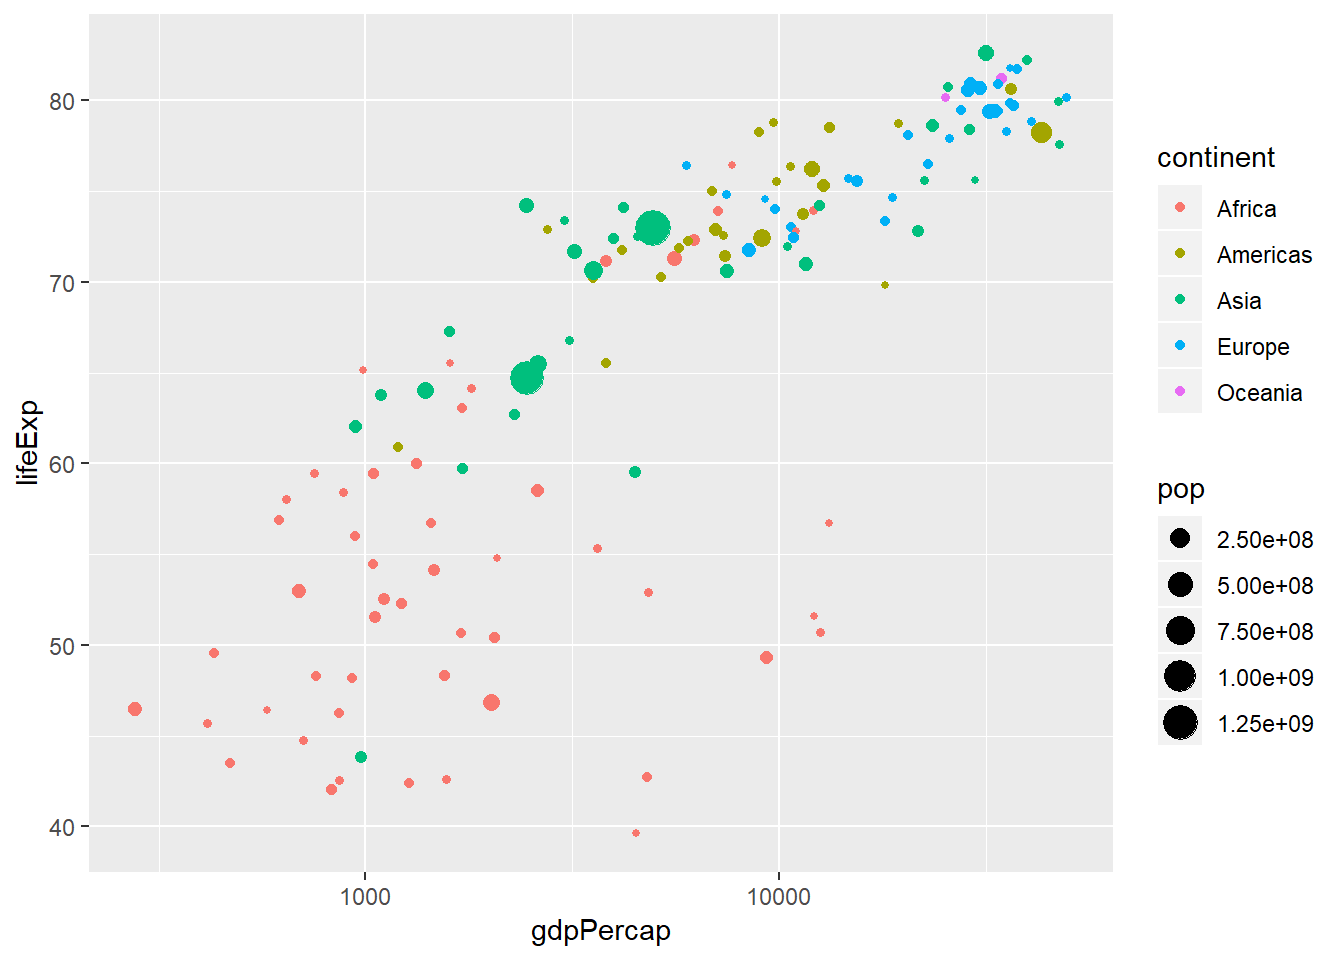 80
70
60
50
40
lifeExp
1000
10000
gdpPercap
continent
Africa
Americas
Asia
Europe
Oceania
pop
2.50e+08
5.00e+08
7.50e+08
1.00e+09
1.25e+09